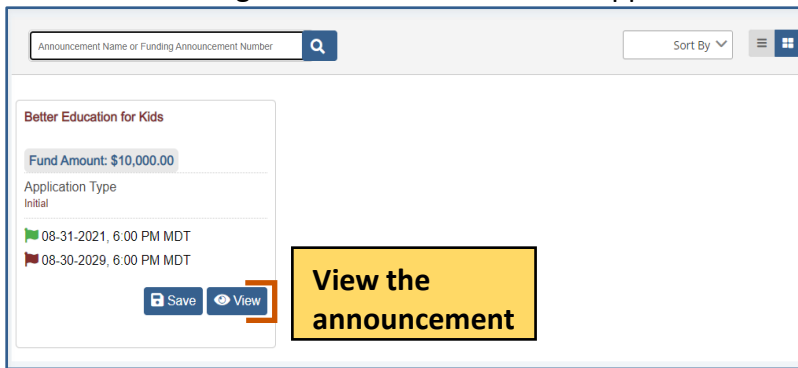 Announcement Name or Funding Announcement Number
Sort By
Better Education for Kids
Fund Amount: $10,000.00
Application Type
Initial
08-31-2021, 6:00 PM MDT
08-30-2029, 6:00 PM MDT
Save View
View the
announcement